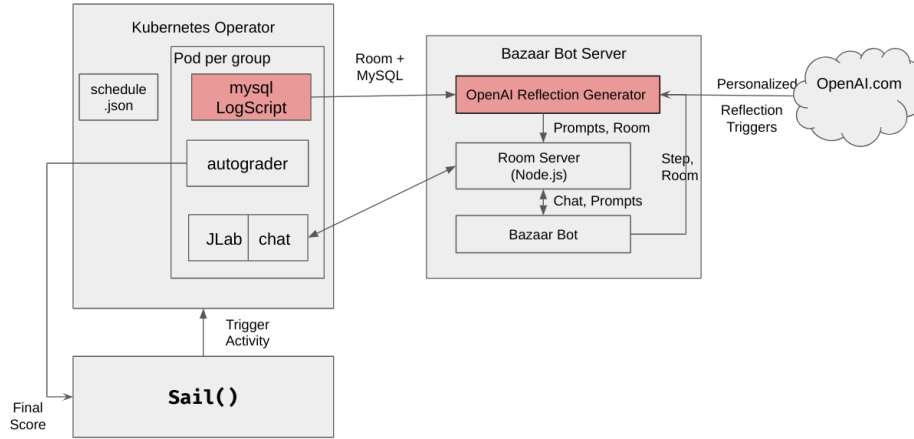 Kubernetes Operator
Pod per group
schedule
.json
mysql
LogScript
autograder
JLab
chat
Room +
MySQL
Bazaar Bot Server
OpenAI Reflection Generator
Prompts, Room
Room Server
(Node.js)
Chat, Prompts
Bazaar Bot
Step,
Room
Personalized
Reflection
Triggers
OpenAI.com
Trigger
Activity
Sail()
Final
Score